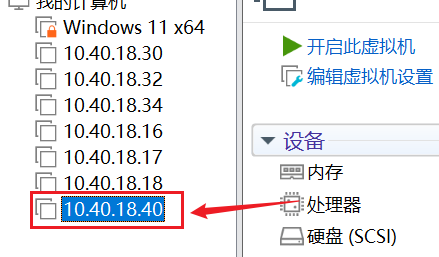 我的计算机
Windows 11 x64
10.40.18.30
10.40.18.32
10.40.18.34
10.40.18.16
10.40.18.17
10.40.18.18
10.40.18.40
开启此虚拟机
编辑虚拟机设置
设备
内存
处理器
硬盘 (SCSI)